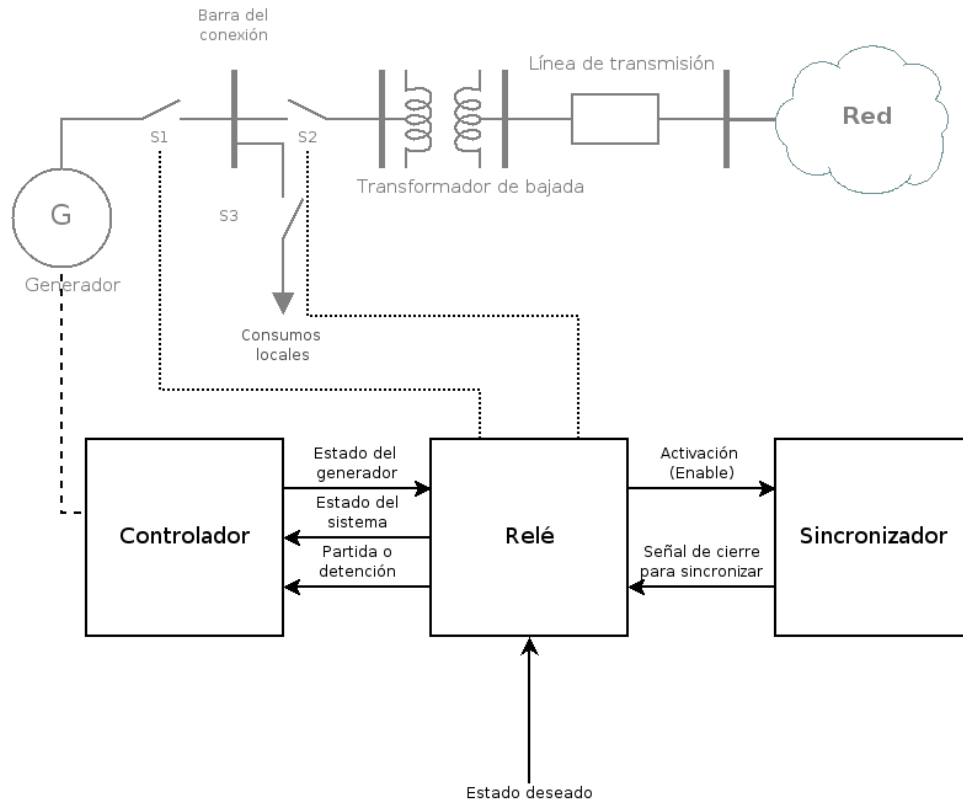 Barra del
conexión
Línea de transmisión
Red
S1
S2
Transformador de bajada
G
S3
Generador
Consumos
locales
Estado del
generador
Activación
(Enable)
Estado del
sistema
Controlador
Relé
Sincronizador
Partida o
detención
Señal de cierre
para sincronizar
Estado deseado